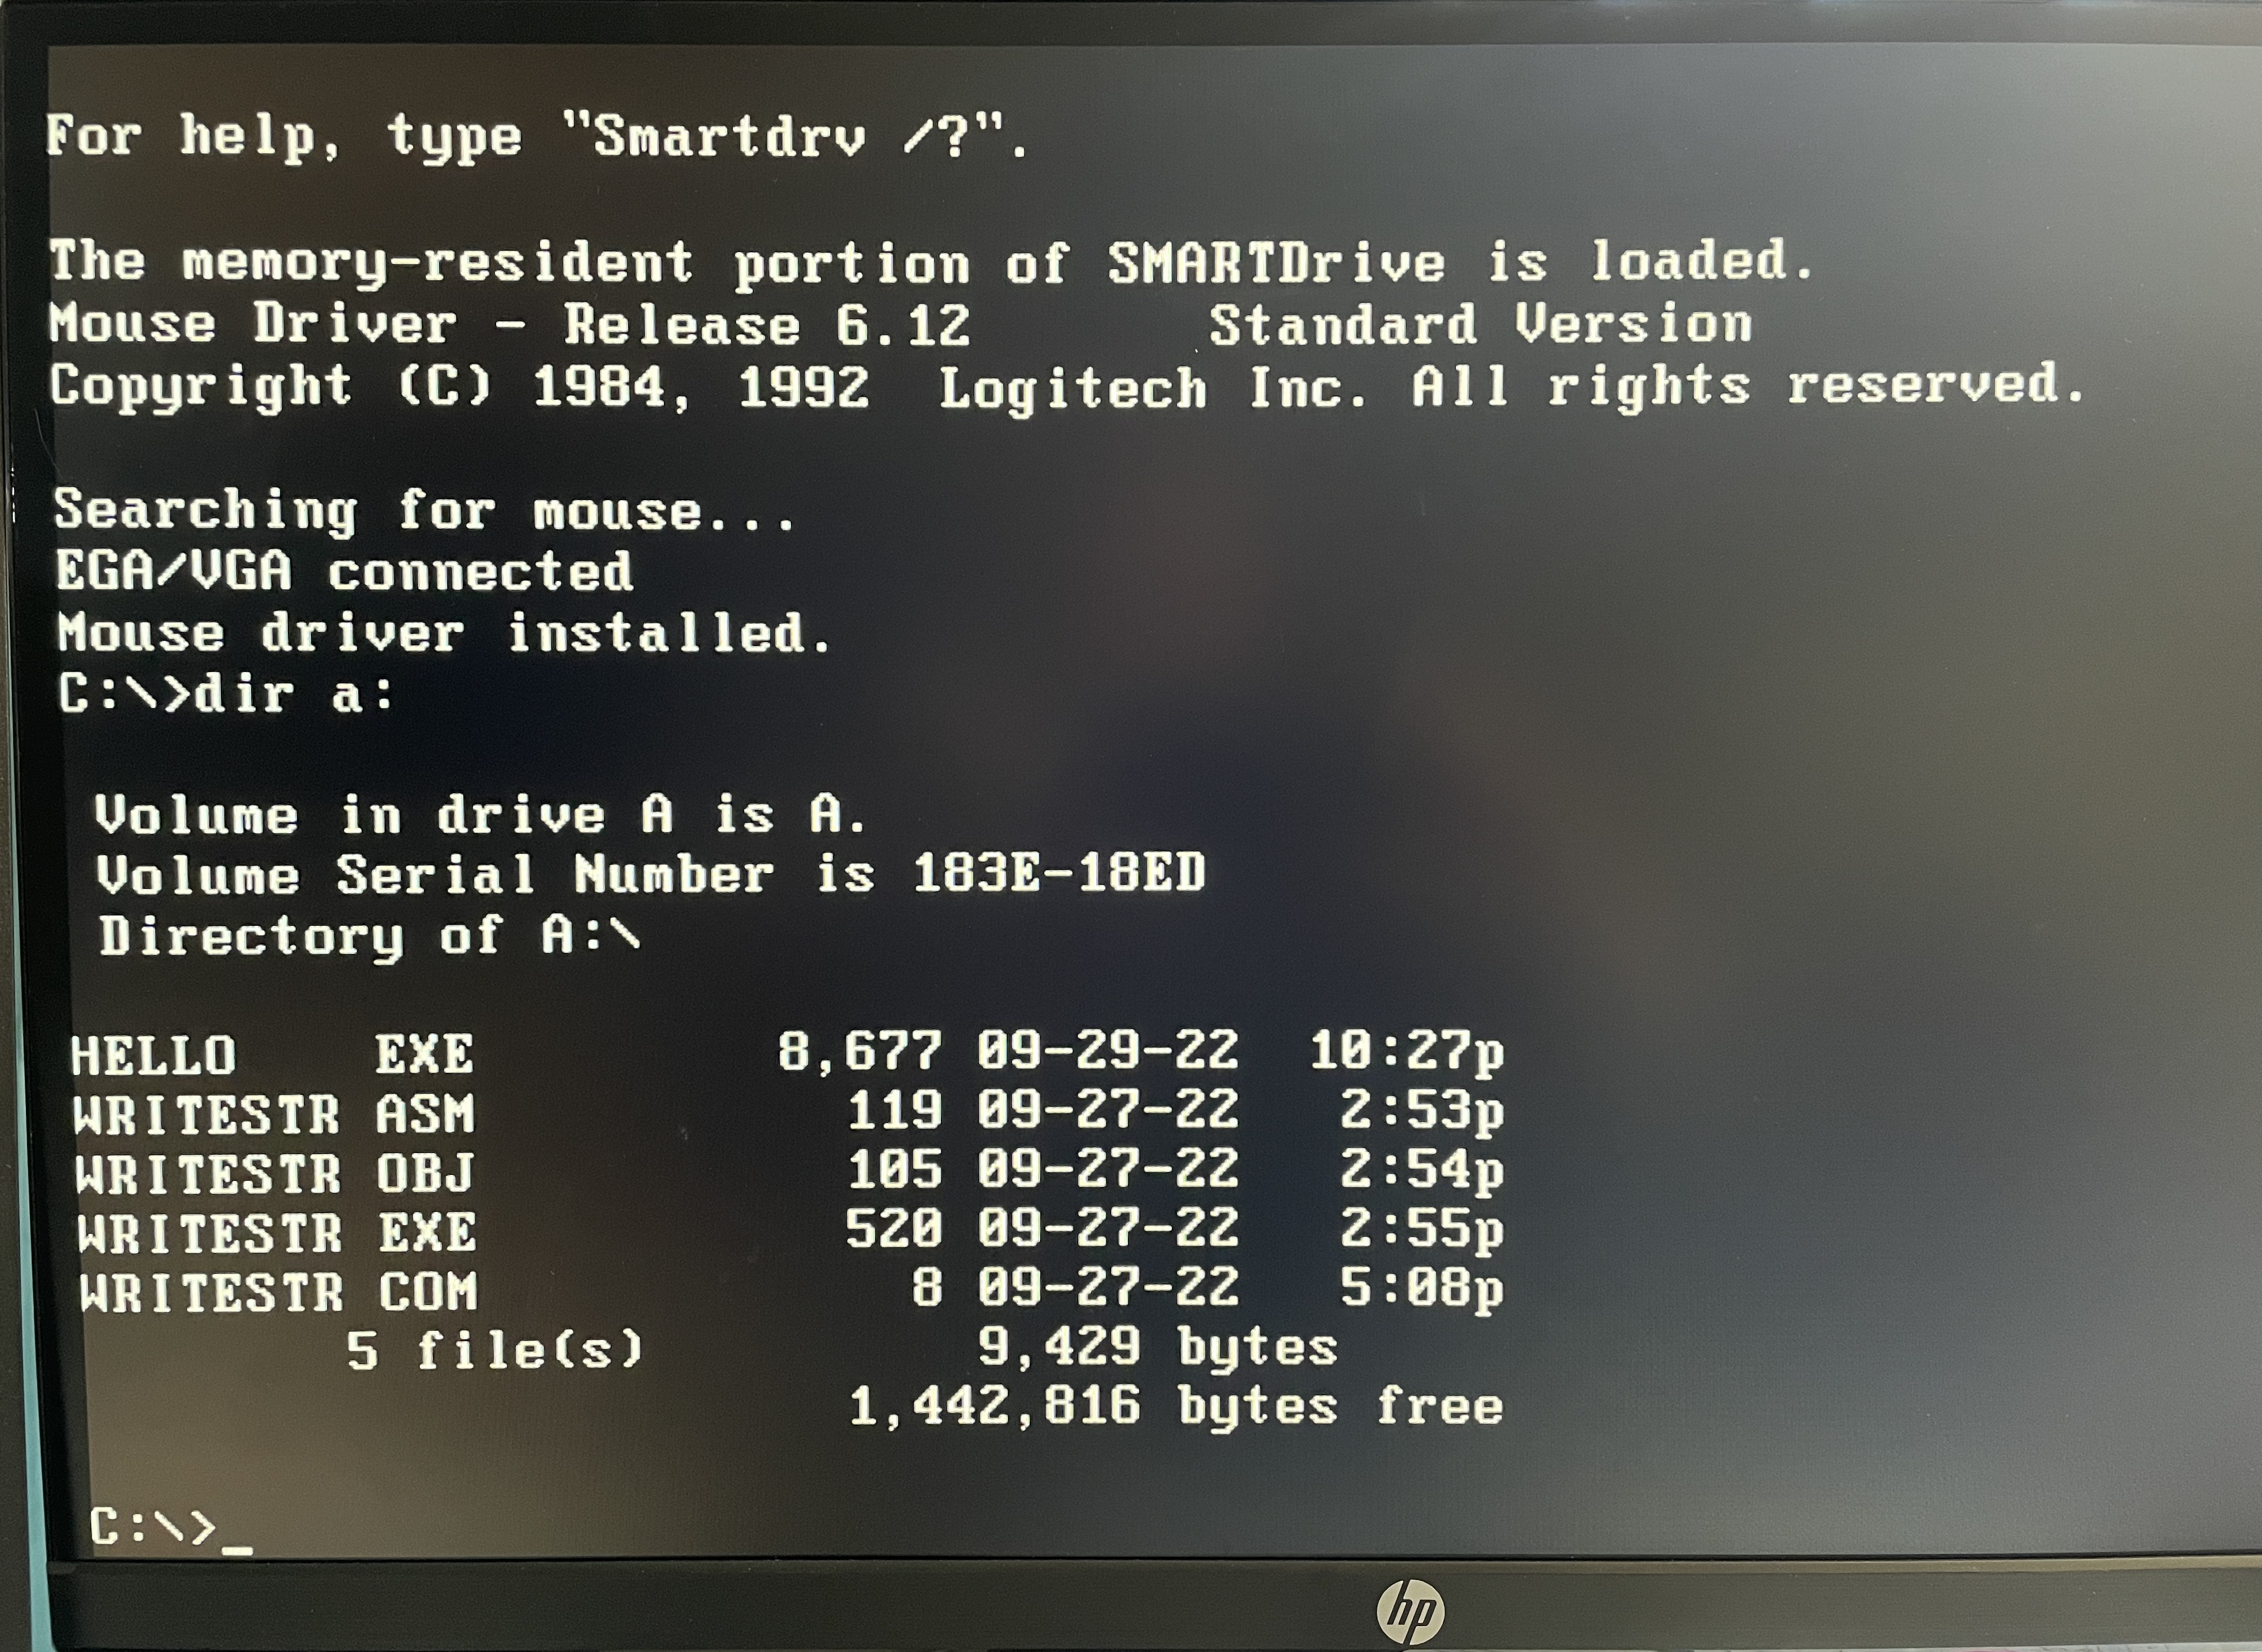 For help, type "Smartdrv /?".
The memory-resident portion of SMARTDrive is loaded.
Mouse Driver - Release 6.12       Standard Version
Copyright (C) 1984, 1992  Logitech Inc. All rights reserved.
Searching for mouse...
EGA/VGA connected
Mouse driver installed.
C:\>dir a:
Volume in drive A is A.
Volume Serial Number is 183E-18ED
Directory of A:\
HELLO    EXE         8,677 09-29-22  10:27p
WRITESTR ASM           119 09-27-22   2:53p
WRITESTR OBJ           105 09-27-22   2:54p
WRITESTR EXE           520 09-27-22   2:55p
WRITESTR COM             8 09-27-22   5:08p
5 file(s)          9,429 bytes
1,442,816 bytes free
C:\>_
hp